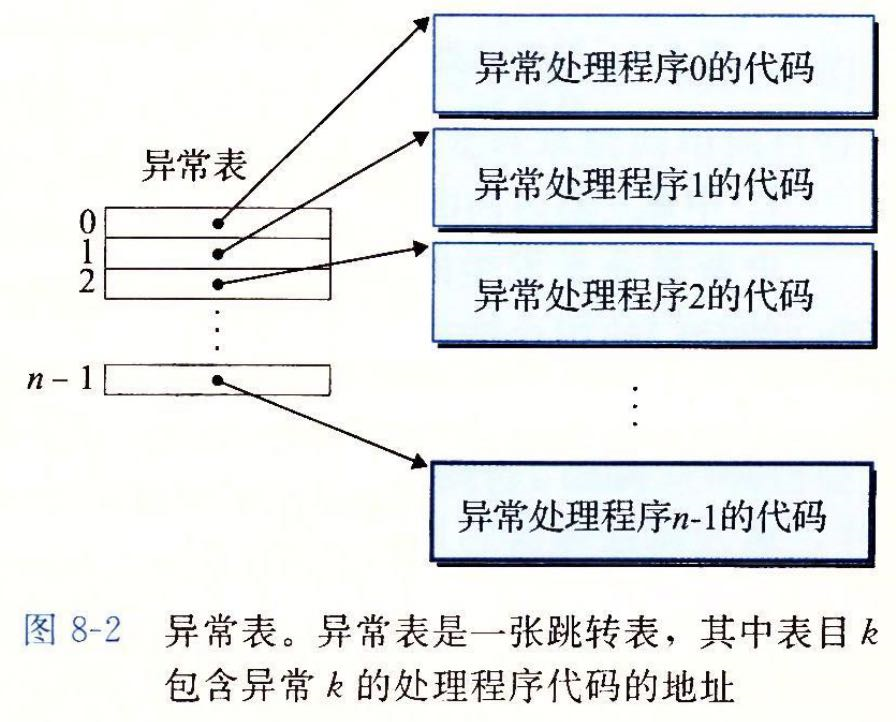 异常处理程序0的代码
异常表
异常处理程序1的代码
0
1
2
异常处理程序2的代码
n – 1
异常处理程序n-1的代码
图 8-2 异常表。异常表是一张跳转表，其中表目 k
包含异常 k 的处理程序代码的地址